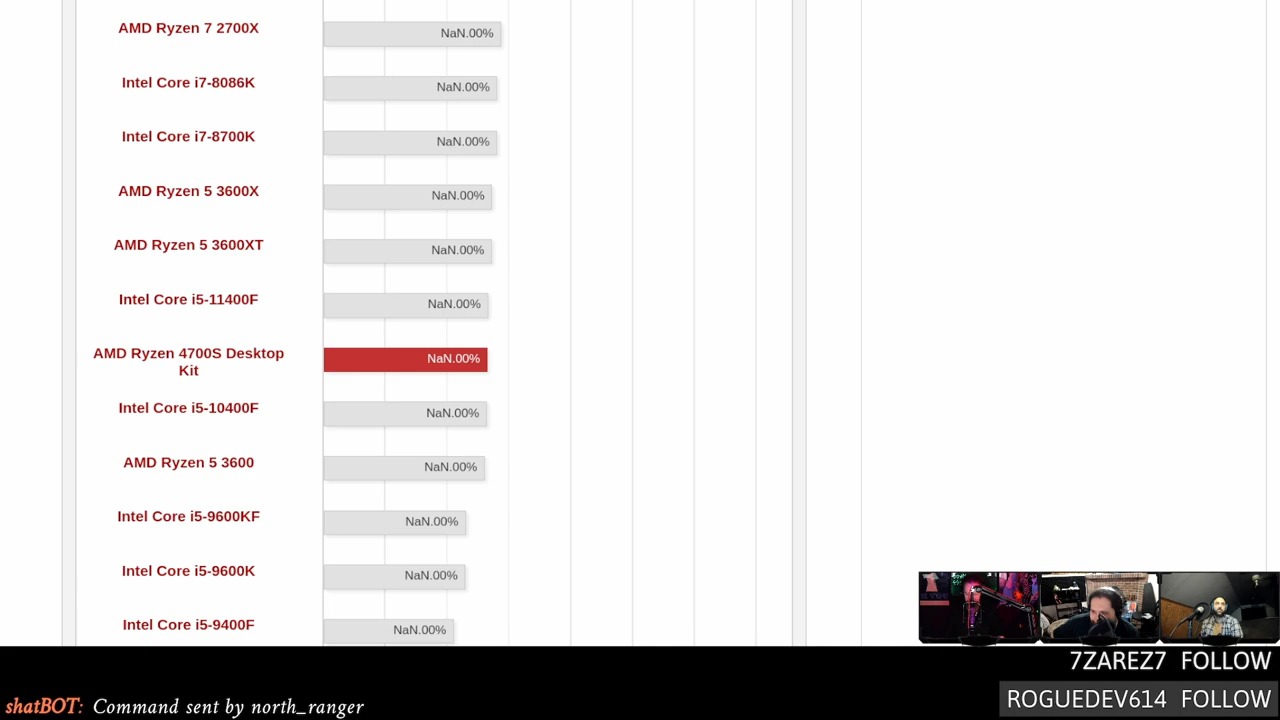 AMD Ryzen 7 2700X NaN.00%
Intel Core i7-8086K NaN.00%
Intel Core i7-8700K NaN.00%
AMD Ryzen 5 3600X NaN.00%
AMD Ryzen 5 3600XT NaN.00%
Intel Core i5-11400F NaN.00%
AMD Ryzen 4700S Desktop
Kit NaN.00%
Intel Core i5-10400F NaN.00%
AMD Ryzen 5 3600 NaN.00%
Intel Core i5-9600KF NaN.00%
Intel Core i5-9600K NaN.00%
Intel Core i5-9400F NaN.00%
7ZAREZ7 FOLLOW
ROGUEDEV614 FOLLOW
shatBOT: Command sent by north_ranger